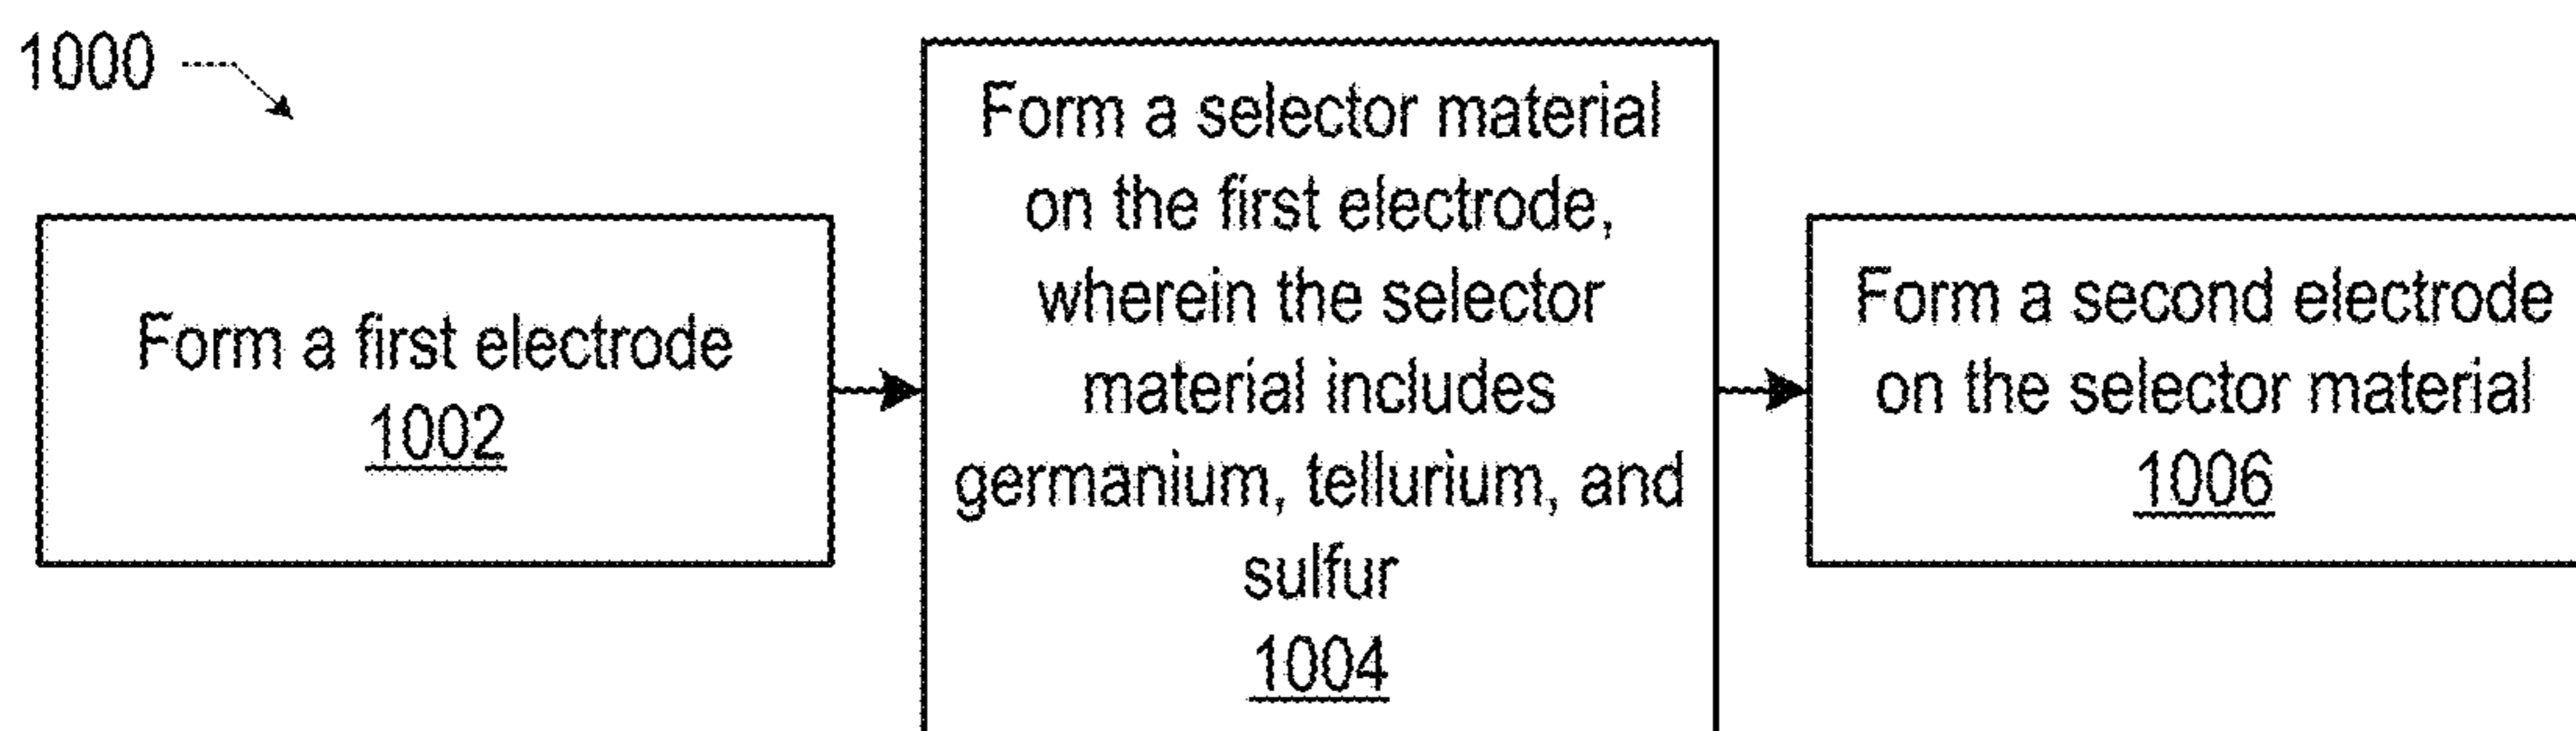 1000
Form a first electrode
1002
Form a selector material
on the first electrode,
wherein the selector
material includes
germanium, tellurium, and
sulfur
1004
Form a second electrode
on the selector material
1006